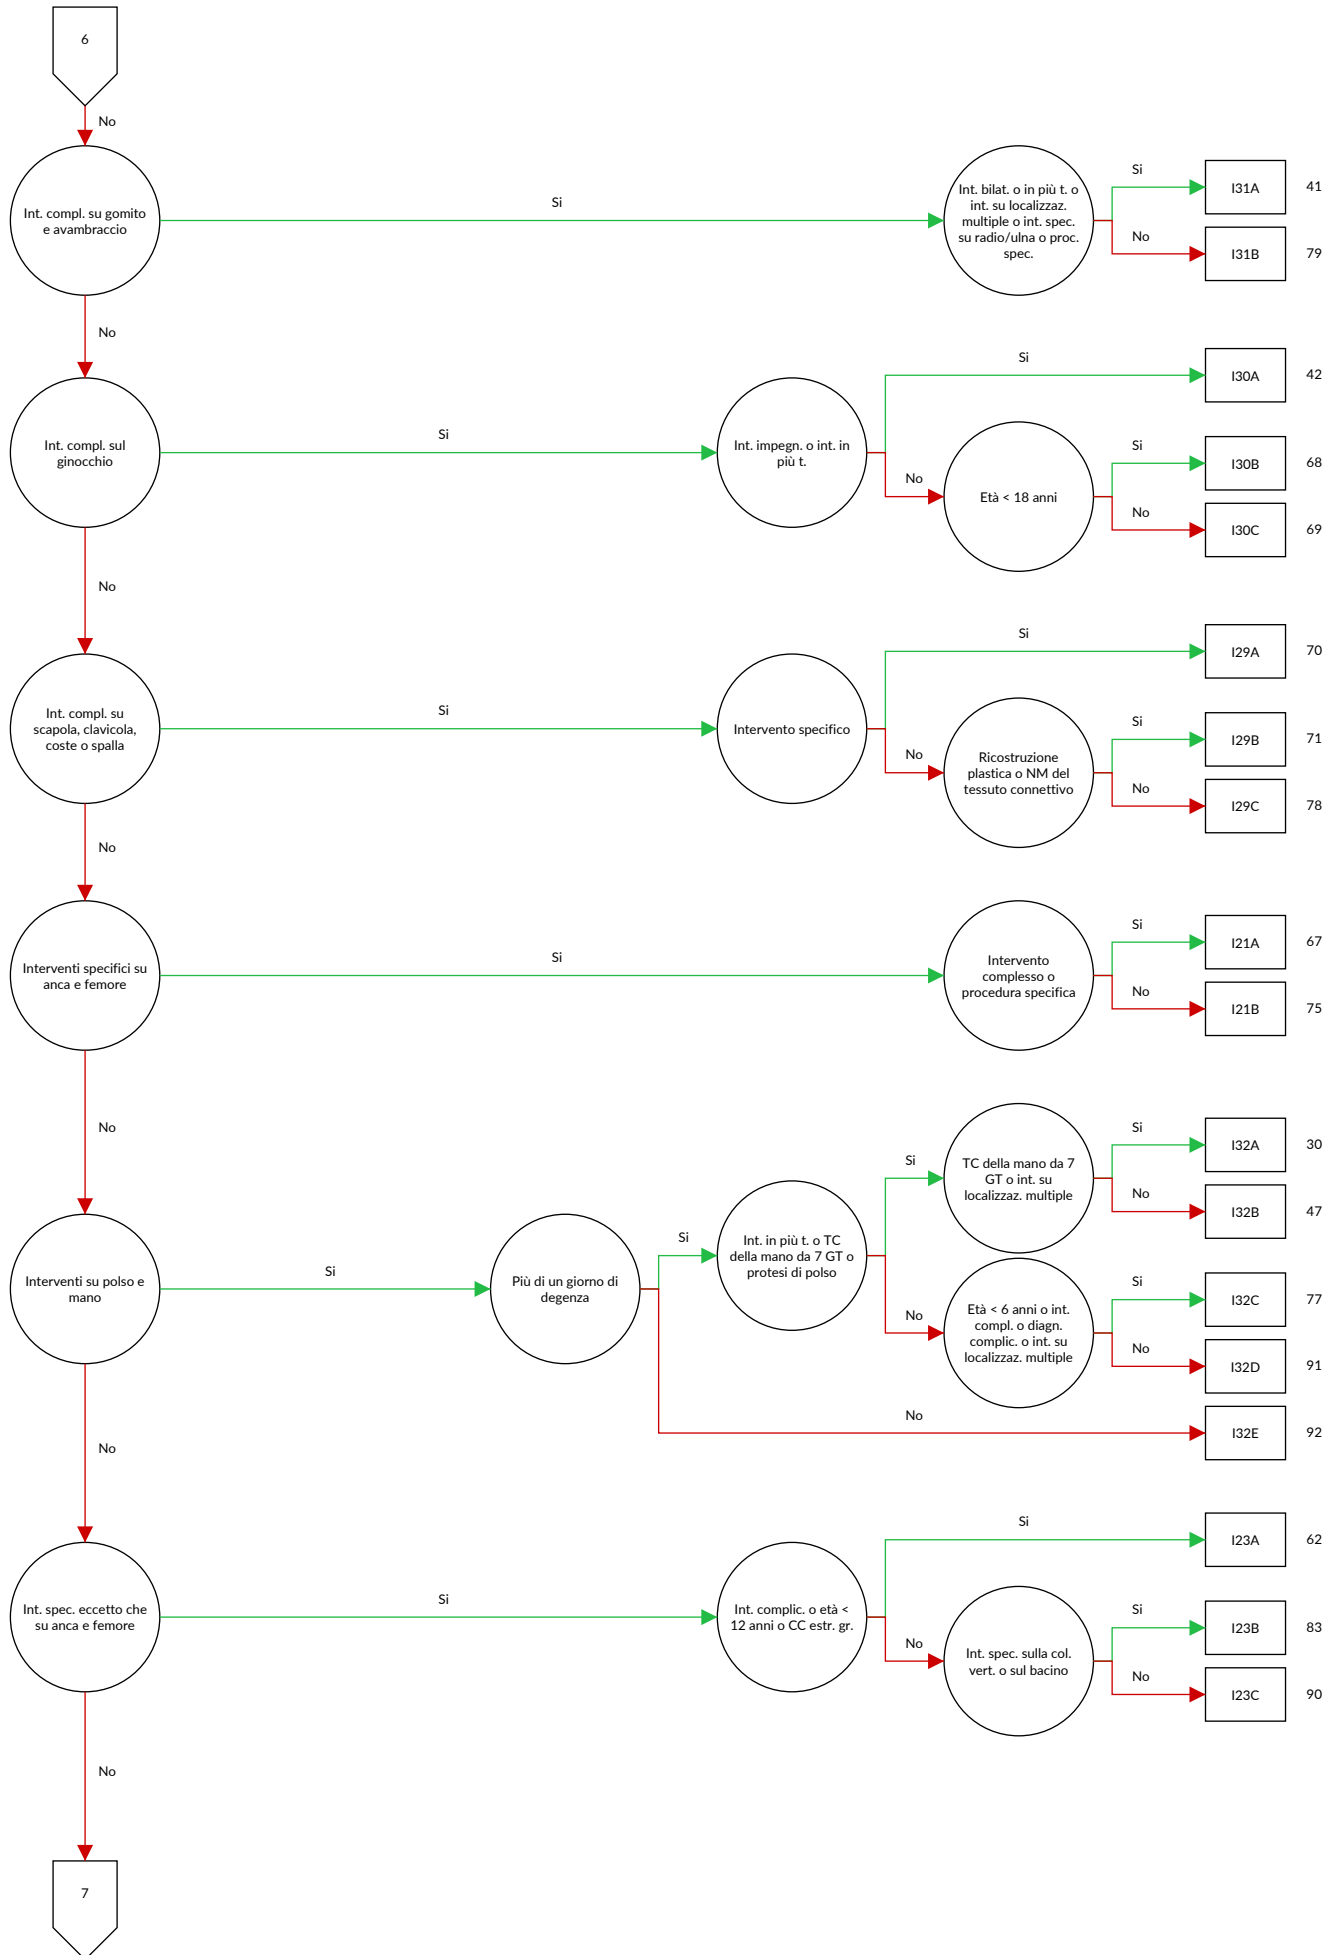 6
No
Int. compl. su gomito
e avambraccio
Si
Int. bilat. o in più t. o
int. su localizzaz.
multiple o int. spec.
su radio/ulna o proc.
spec.
Si
I31A
41
No
I31B
79
No
Int. compl. sul
ginocchio
Si
Int. impegn. o int. in
più t.
Si
I30A
42
No
Età < 18 anni
Si
I30B
68
No
I30C
69
No
Int. compl. su
scapola, clavicola,
coste o spalla
Si
Intervento specifico
Si
I29A
70
No
Ricostruzione
plastica o NM del
tessuto connettivo
Si
I29B
71
No
I29C
78
No
Interventi specifici su
anca e femore
Si
Intervento
complesso o
procedura specifica
Si
I21A
67
No
I21B
75
No
Interventi su polso e
mano
Si
Più di un giorno di
degenza
Si
Int. in più t. o TC
della mano da 7 GT o
protesi di polso
Si
TC della mano da 7
GT o int. su
localizzaz. multiple
Si
I32A
30
No
I32B
47
No
Età < 6 anni o int.
compl. o diagn.
complic. o int. su
localizzaz. multiple
Si
I32C
77
No
I32D
91
No
I32E
92
No
Int. spec. eccetto che
su anca e femore
Si
Int. complic. o età <
12 anni o CC estr. gr.
Si
I23A
62
No
Int. spec. sulla col.
vert. o sul bacino
Si
I23B
83
No
I23C
90
No
7